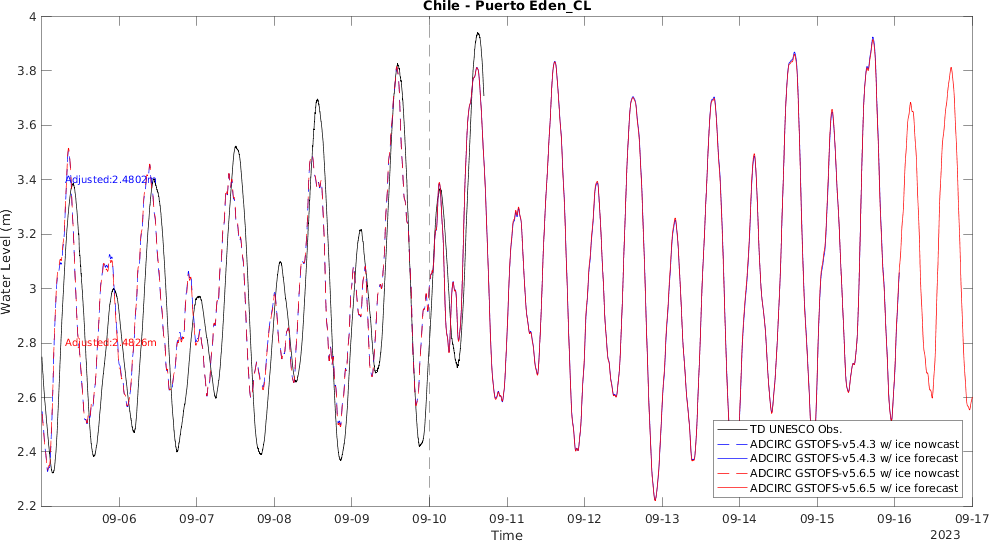 Chile - Puerto Eden_CL
Water Level (m)
4
3.8
3.6
3.4
3.2
3
2.8
2.6
2.4
2.2
Adjusted:2.4802m
Adjusted:2.4826m
TD UNESCO Obs.
ADCIRC GSTOFS-v5.4.3 w/ ice nowcast
ADCIRC GSTOFS-v5.4.3 w/ ice forecast
ADCIRC GSTOFS-v5.6.5 w/ ice nowcast
ADCIRC GSTOFS-v5.6.5 w/ ice forecast
09-06 09-07 09-08 09-09 09-10 09-11 09-12 09-13 09-14 09-15 09-16 09-17
Time
2023